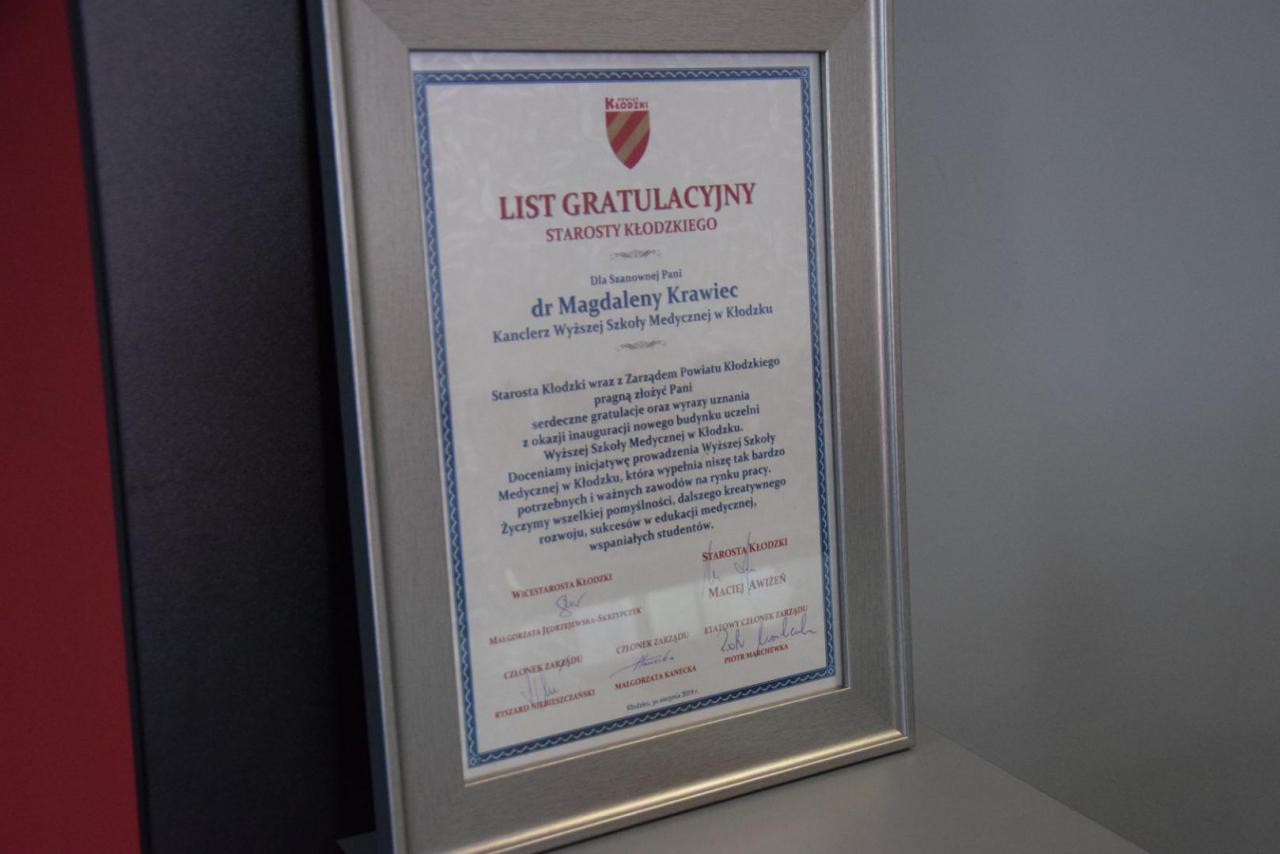 POWIAT
KŁODZKI
LIST GRATULACYJNY
STAROSTY KŁODZKIEGO
Dla Szanownej Pani
dr Magdaleny Krawiec
Kanclerz Wyższej Szkoły Medycznej w Kłodzku
Starosta Kłodzki wraz z Zarządem Powiatu Kłodzkiego
pragną złożyć Pani
serdeczne gratulacje oraz wyrazy uznania
z okazji inauguracji nowego budynku uczelni
Wyższej Szkoły Medycznej w Kłodzku.
Doceniamy inicjatywę prowadzenia Wyższej Szkoły
Medycznej w Kłodzku, która wypełnia niszę tak bardzo
potrzebnych i ważnych zawodów na rynku pracy.
Życzymy wszelkiej pomyślności, dalszego kreatywnego
rozwoju, sukcesów w edukacji medycznej,
wspaniałych studentów.
WICESTAROSTA KŁODZKI
MAŁGORZATA JĘDRZEJEWSKA-SKRZYPCZYK
STAROSTA KŁODZKI
MACIEJ AWIŻEŃ
CZŁONEK ZARZĄDU
RYSZARD NIEBIESZCZAŃSKI
CZŁONEK ZARZĄDU
MAŁGORZATA KANECKA
ETATOWY CZŁONEK ZARZĄDU
PIOTR MARCHEWKA
Kłodzko, 30 sierpnia 2019 r.